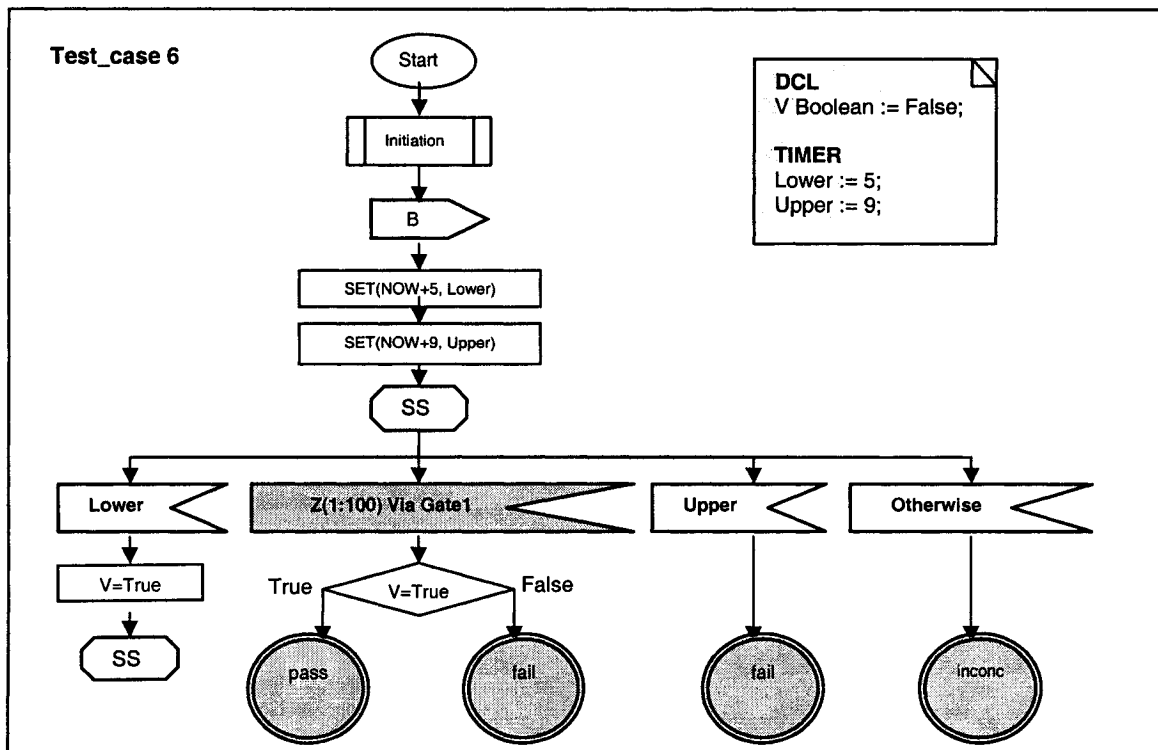 Test_case 6
Start
DCL
V Boolean := False;
TIMER
Lower := 5;
Upper := 9;
Initiation
B
SET(NOW+5, Lower)
SET(NOW+9, Upper)
SS
Lower
Z(1:100) Via Gate1
Upper
Otherwise
V=True
True
V=True
False
SS
pass
fail
fail
inconc